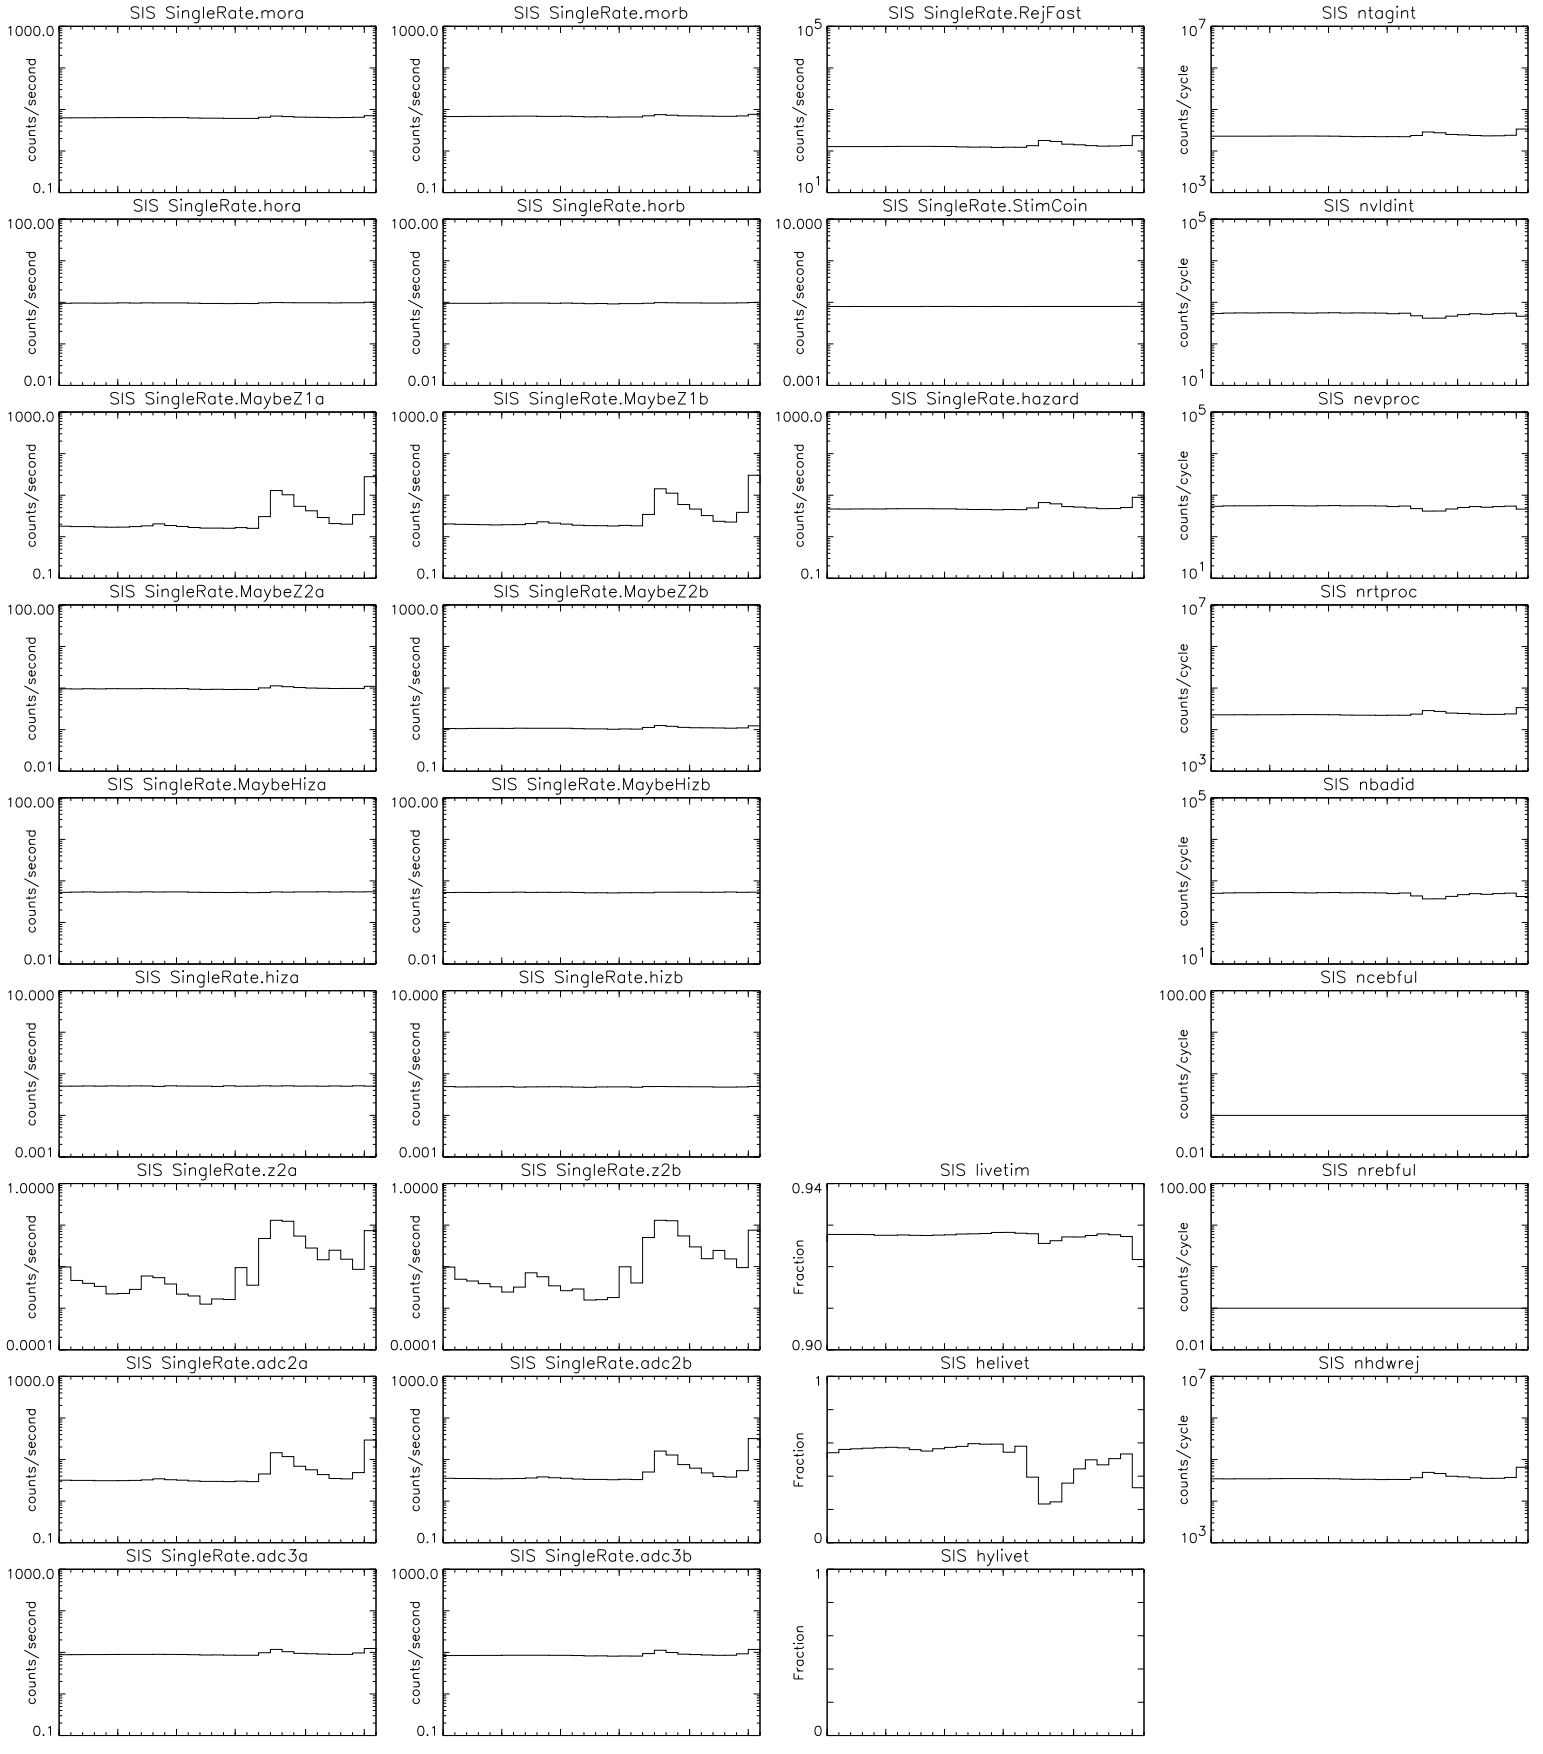 SIS SingleRate.mora
1000.0
counts/second
0.1
SIS SingleRate.morb
1000.0
counts/second
0.1
SIS SingleRate.RejFast
10^5
counts/second
10^1
SIS ntagint
10^7
counts/cycle
10^3
SIS SingleRate.hora
100.00
counts/second
0.01
SIS SingleRate.horb
100.00
counts/second
0.01
SIS SingleRate.StimCoin
10.000
counts/second
0.001
SIS nvldint
10^5
counts/cycle
10^1
SIS SingleRate.MaybeZ1a
1000.0
counts/second
0.1
SIS SingleRate.MaybeZ1b
1000.0
counts/second
0.1
SIS SingleRate.hazard
1000.0
counts/second
0.1
SIS nevproc
10^5
counts/cycle
10^1
SIS SingleRate.MaybeZ2a
100.00
counts/second
0.01
SIS SingleRate.MaybeZ2b
1000.0
counts/second
0.1
SIS nrtproc
10^7
counts/cycle
10^3
SIS SingleRate.MaybeHiza
100.00
counts/second
0.01
SIS SingleRate.MaybeHizb
100.00
counts/second
0.01
SIS nbadid
10^5
counts/cycle
10^1
SIS SingleRate.hiza
10.000
counts/second
0.001
SIS SingleRate.hizb
10.000
counts/second
0.001
SIS ncebful
100.00
counts/cycle
0.01
SIS SingleRate.z2a
1.0000
counts/second
0.0001
SIS SingleRate.z2b
1.0000
counts/second
0.0001
SIS livetim
0.94
Fraction
0.90
SIS nrebful
100.00
counts/cycle
0.01
SIS SingleRate.adc2a
1000.0
counts/second
0.1
SIS SingleRate.adc2b
1000.0
counts/second
0.1
SIS helivet
1
Fraction
0
SIS nhdwrej
10^7
counts/cycle
10^3
SIS SingleRate.adc3a
1000.0
counts/second
0.1
SIS SingleRate.adc3b
1000.0
counts/second
0.1
SIS hylivet
1
Fraction
0